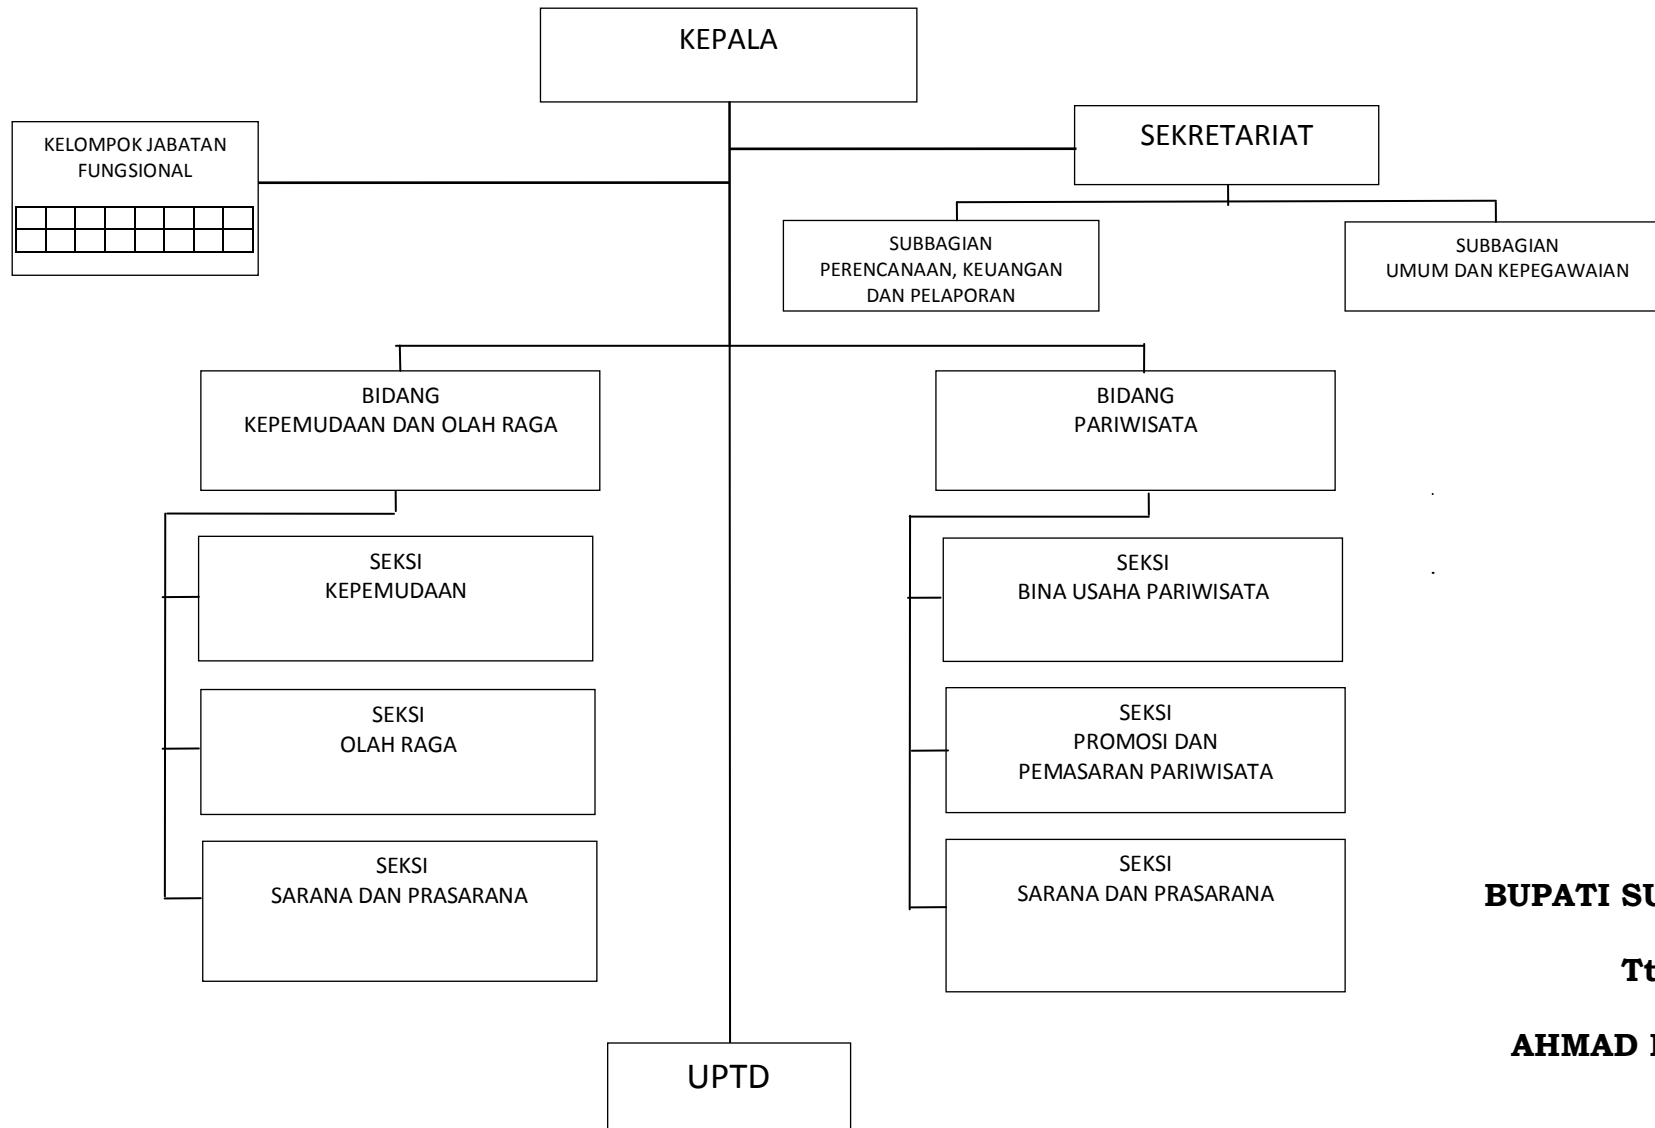 KEPALA
KELOMPOK JABATAN
FUNGSIONAL
SEKRETARIAT
SUBBAGIAN
PERENCANAAN, KEUANGAN
DAN PELAPORAN
SUBBAGIAN
UMUM DAN KEPEGAWAIAN
BIDANG
KEPEMUDAAN DAN OLAH RAGA
SEKSI
KEPEMUDAAN
SEKSI
OLAH RAGA
SEKSI
SARANA DAN PRASARANA
BIDANG
PARIWISATA
SEKSI
BINA USAHA PARIWISATA
SEKSI
PROMOSI DAN
PEMASARAN PARIWISATA
SEKSI
SARANA DAN PRASARANA
UPTD
BUPATI
AHMAD